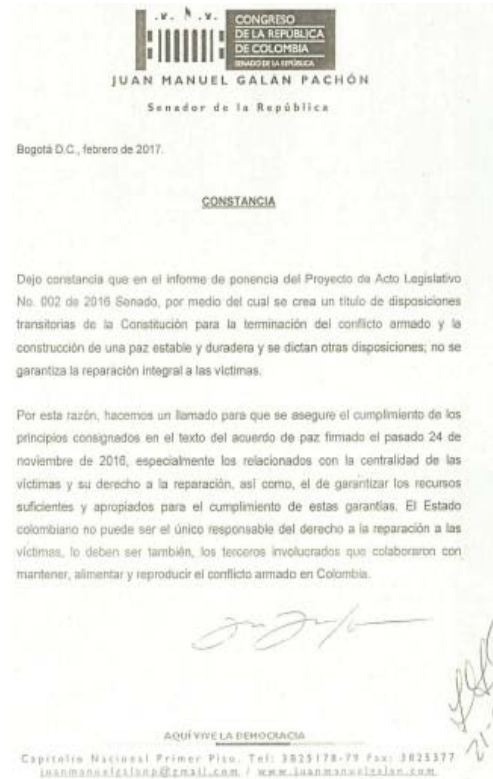 CONGRESO
DE LA REPÚBLICA
DE COLOMBIA
SENADO DE LA REPÚBLICA
JUAN MANUEL GALÁN PACHÓN
Senador de la República
Bogotá D.C., febrero de 2017.
CONSTANCIA
Dejo constancia que en el informe de ponencia del Proyecto de Acto Legislativo
No. 002 de 2016 Senado, por medio del cual se crea un título de disposiciones
transitorias de la Constitución para la terminación del conflicto armado y la
construcción de una paz estable y duradera y se dictan otras disposiciones; no se
garantiza la reparación integral a las víctimas.
Por esta razón, hacemos un llamado para que se asegure el cumplimiento de los
principios consignados en el texto del acuerdo de paz firmado el pasado 24 de
noviembre de 2016, especialmente los relacionados con la centralidad de las
víctimas y su derecho a la reparación, así como, el de garantizar los recursos
suficientes y apropiados para el cumplimiento de estas garantías. El Estado
colombiano no puede ser el único responsable del derecho a la reparación a las
víctimas, lo deben ser también, los terceros involucrados que colaboraron con
mantener, alimentar y reproducir el conflicto armado en Colombia.
AQUÍ VIVE LA DEMOCRACIA
Capitolio Nacional Primer Piso. Tel: 3825178-79 Fax: 3825377
juanmanuelgalanp@gmail.com / www.juanmanuelgalan.com